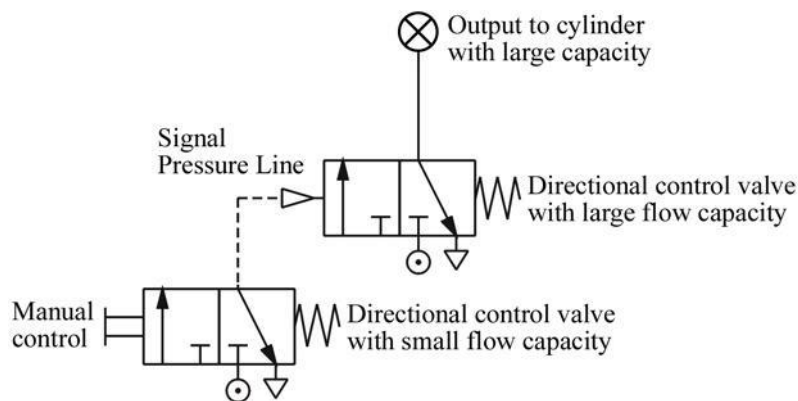 Output to cylinder
with large capacity
Signal
Pressure Line
Directional control valve
with large flow capacity
Manual
control
Directional control valve
with small flow capacity